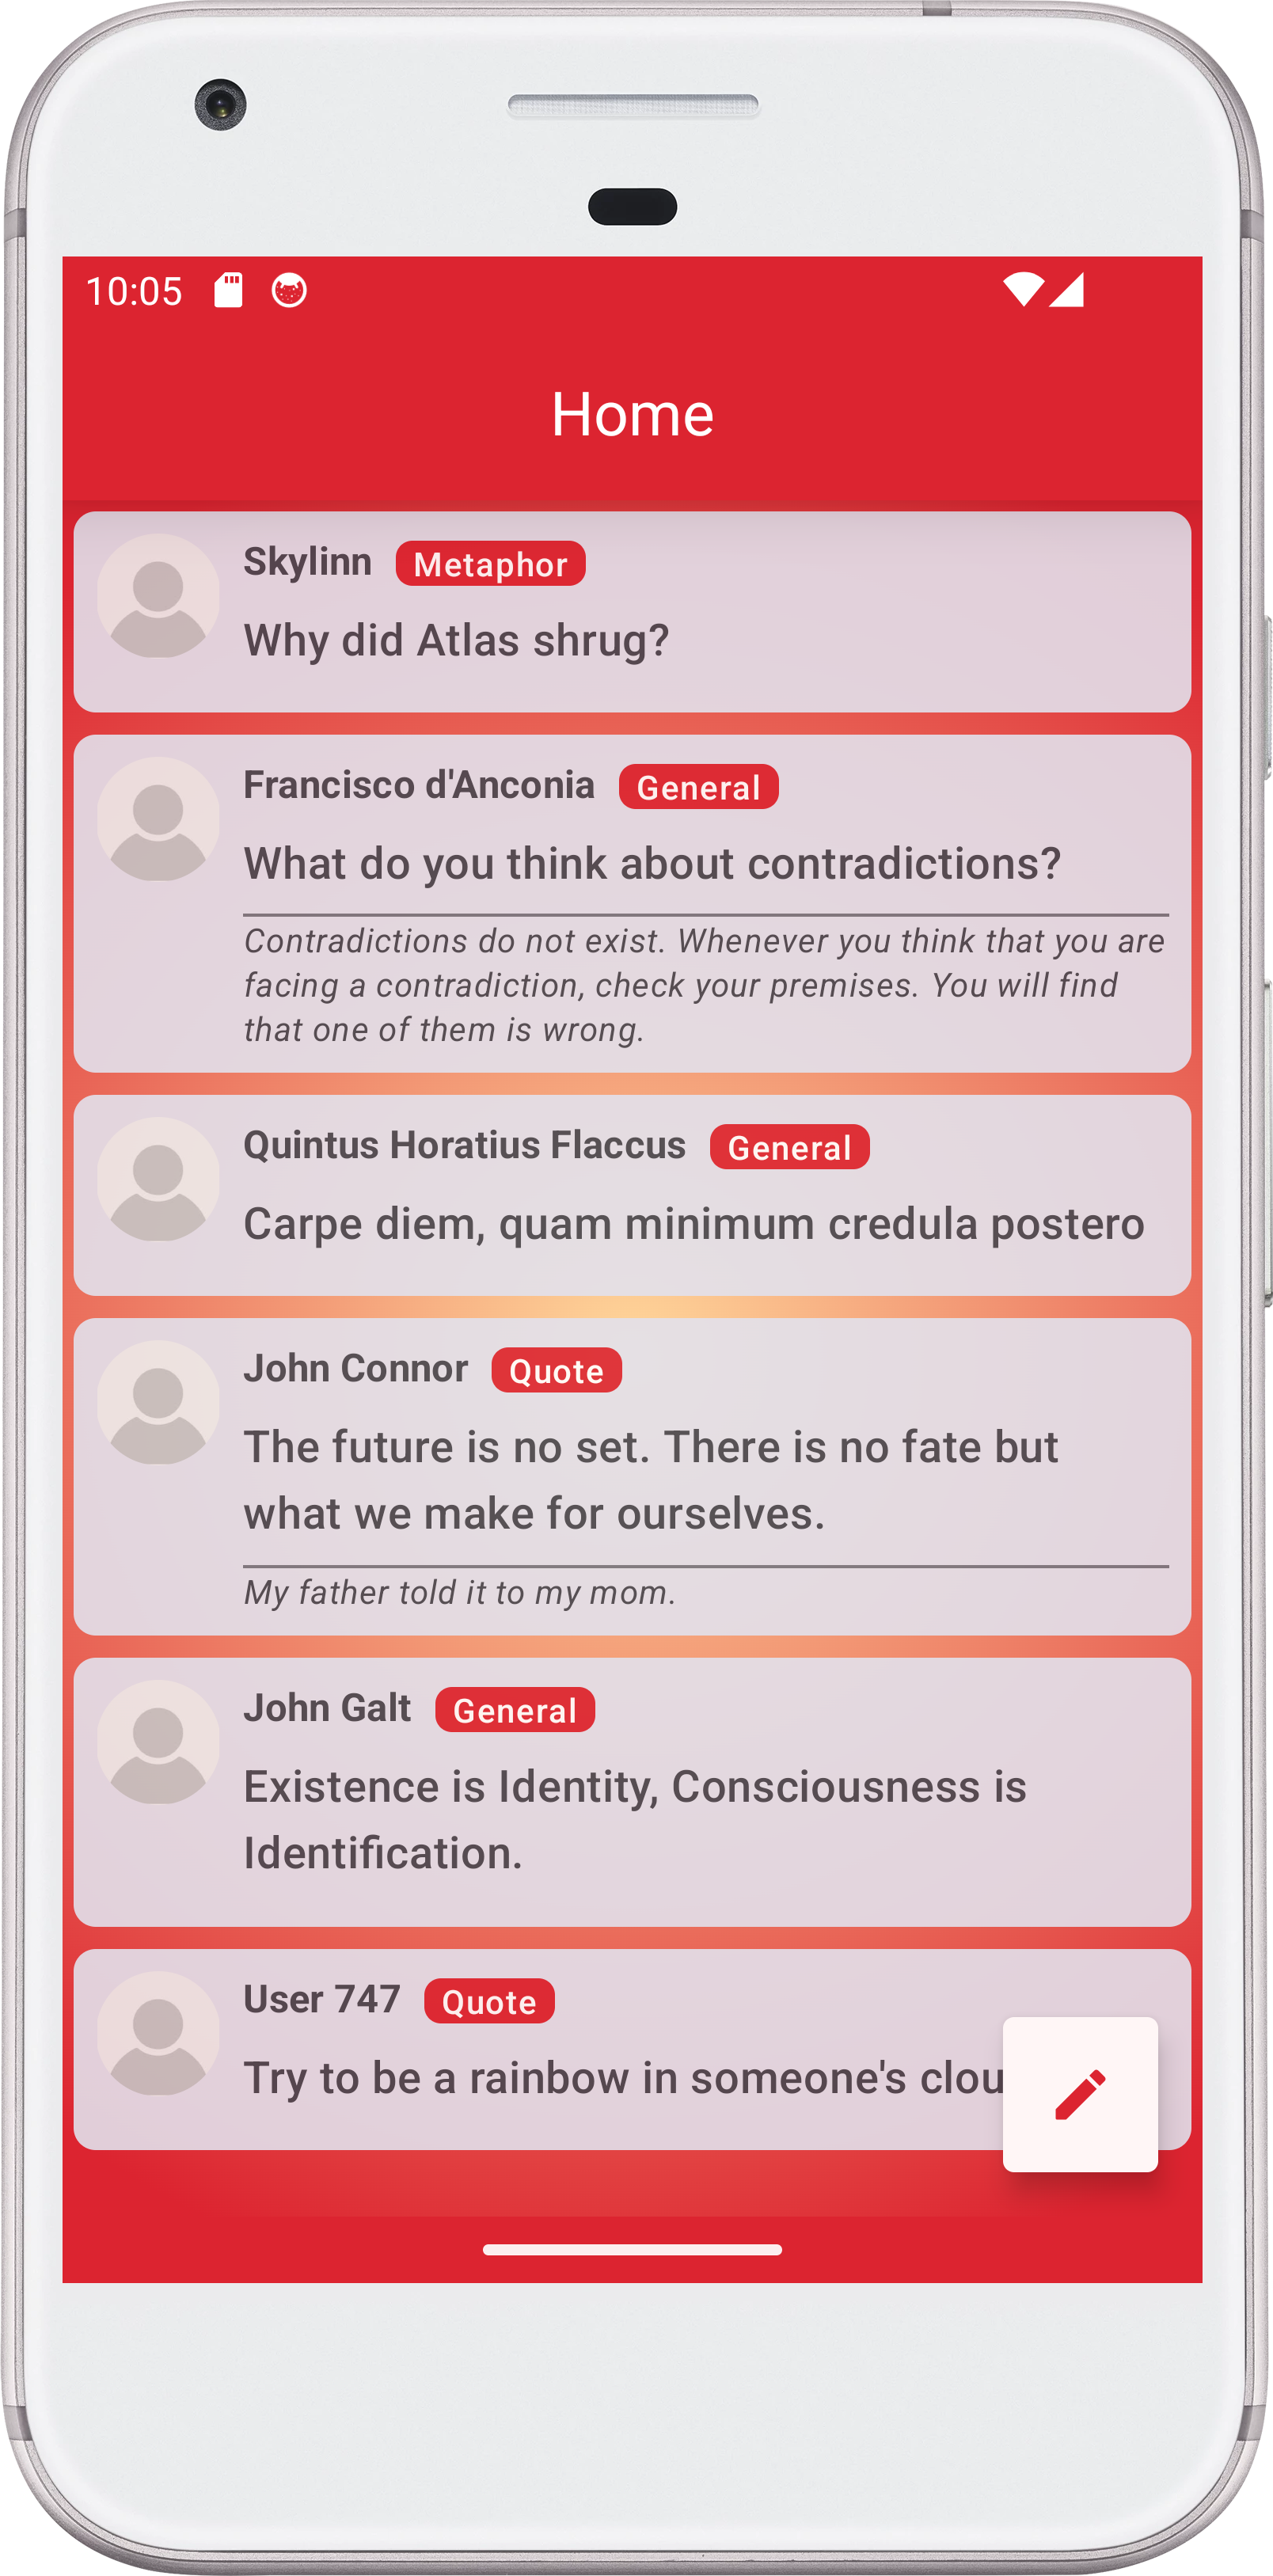 10:05
Home
Skylinn Metaphor
Why did Atlas shrug?
Francisco d'Anconia General
What do you think about contradictions?
Contradictions do not exist. Whenever you think that you are
facing a contradiction, check your premises. You will find
that one of them is wrong.
Quintus Horatius Flaccus General
Carpe diem, quam minimum credula postero
John Connor Quote
The future is no set. There is no fate but
what we make for ourselves.
My father told it to my mom.
John Galt General
Existence is Identity, Consciousness is
Identification.
User 747 Quote
Try to be a rainbow in someone's clou